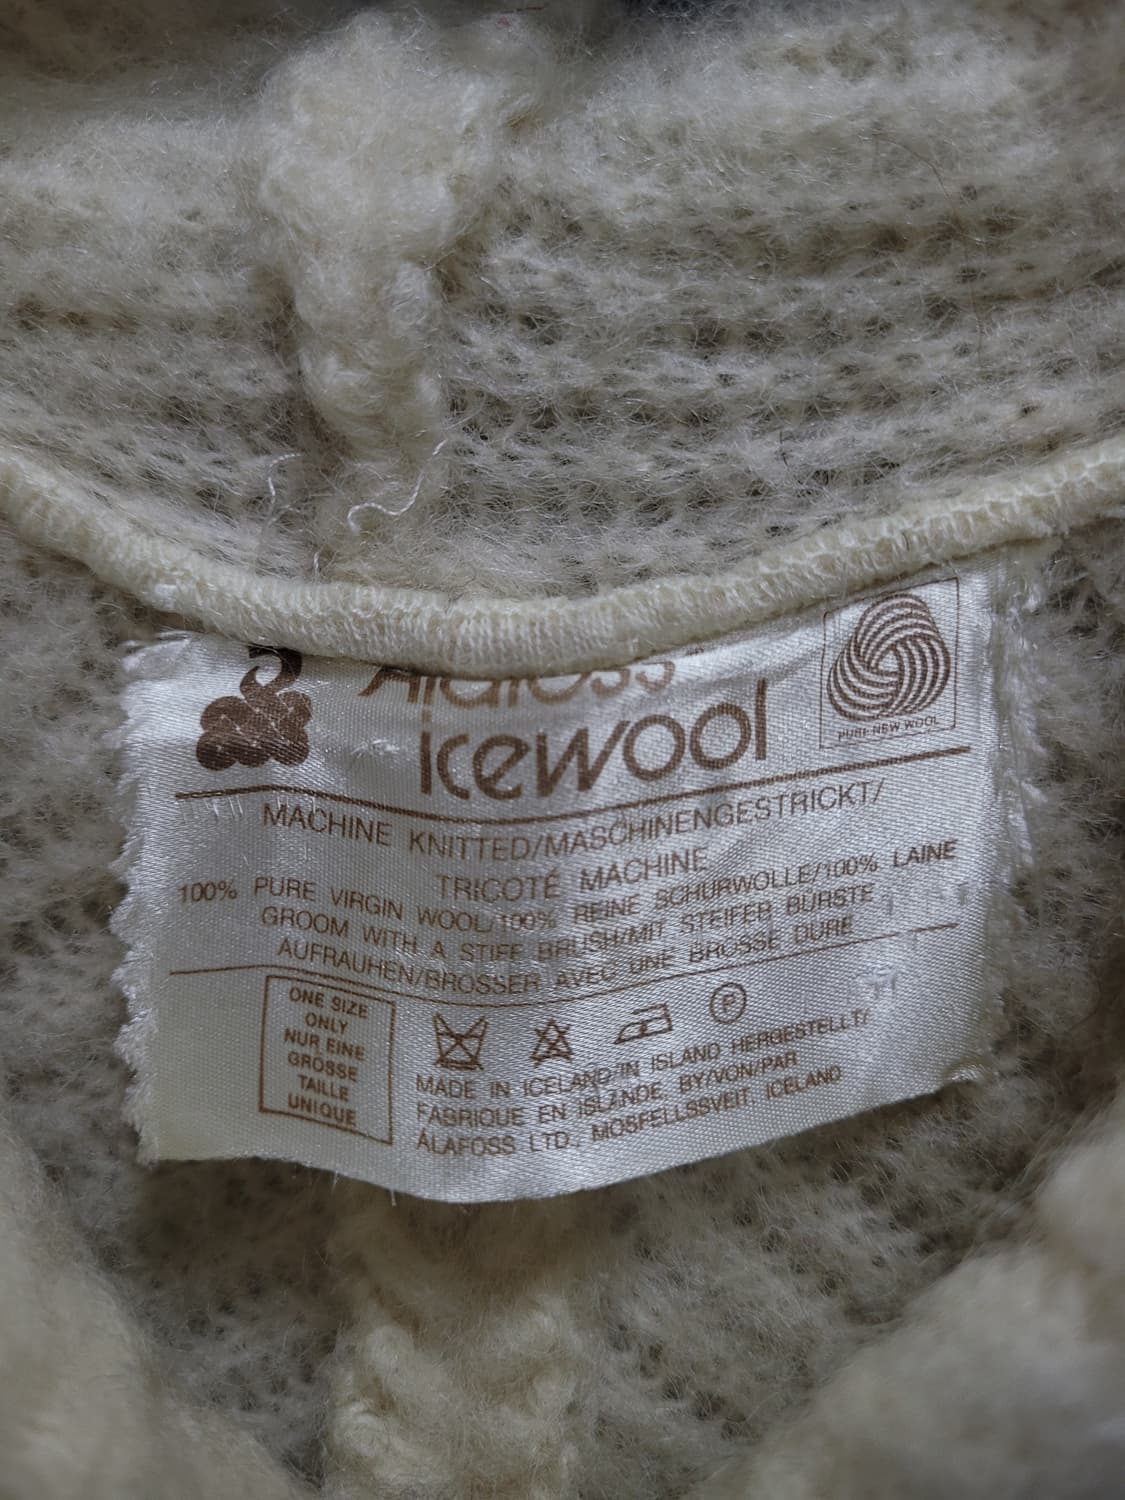 Alafoss
icewool
PURE NEW WOOL
MACHINE KNITTED/MASCHINENGESTRICKT/
TRICOTÉ MACHINE
100% PURE VIRGIN WOOL/100% REINE SCHURWOLLE/100% LAINE
GROOM WITH A STIFF BRUSH/MIT STEIFER BÜRSTE
AUFRAUHEN/BROSSER AVEC UNE BROSSE DURE
ONE SIZE
ONLY
NUR EINE
GRÖSSE
TAILLE
UNIQUE
P
MADE IN ICELAND/IN ISLAND HERGESTELLT/
FABRIQUE EN ISLANDE BY/VON/PAR
ÁLAFOSS LTD., MOSFELLSSVEIT, ICELAND